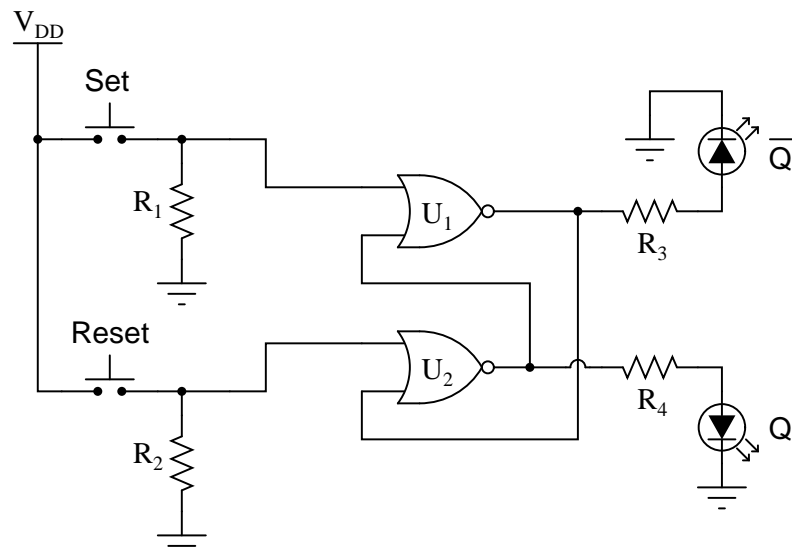 V_DD
Set
Q̅
R_1
U_1
R_3
Reset
U_2
R_4
Q
R_2